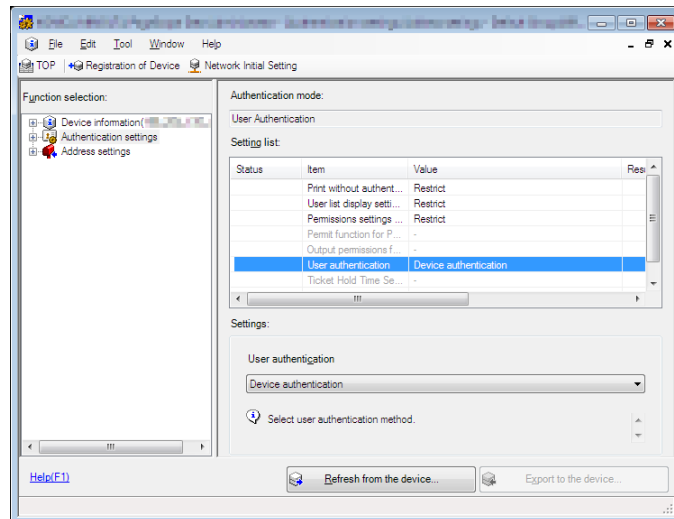 File Edit Tool Window Help
TOP Registration of Device Network Initial Setting
Function selection:
Device information(
Authentication settings
Address settings
Authentication mode:
User Authentication
Setting list:
Status Item Value Resu
Print without authent... Restrict
User list display setti... Restrict
Permissions settings ... Restrict
Permit function for P... -
Output permissions f... -
User authentication Device authentication
Ticket Hold Time Se... -
Settings:
User authentication
Device authentication
Select user authentication method.
Help(F1)
Refresh from the device...
Export to the device...